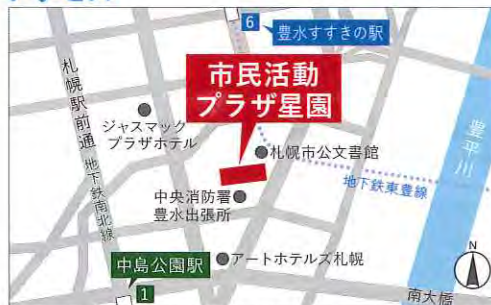 6
豊水すすきの駅
市民活動
プラザ星園
札幌駅前通
地下鉄南北線
ジャスマック
プラザホテル
札幌市公文書館
豊平川
地下鉄東豊線
中央消防署
豊水出張所
中島公園駅
1
アートホテルズ札幌
N
南大橋